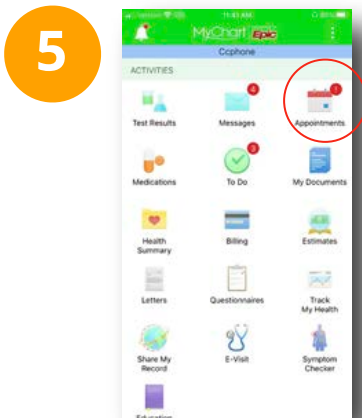 5
11:41 AM
MyChart Epic
Ccphone
ACTIVITIES
4
1
Test Results
Messages
Appointments
3
Medications
To Do
My Documents
Health
Summary
Billing
Estimates
Letters
Questionnaires
Track
My Health
Share My
Record
E-Visit
Symptom
Checker
Education